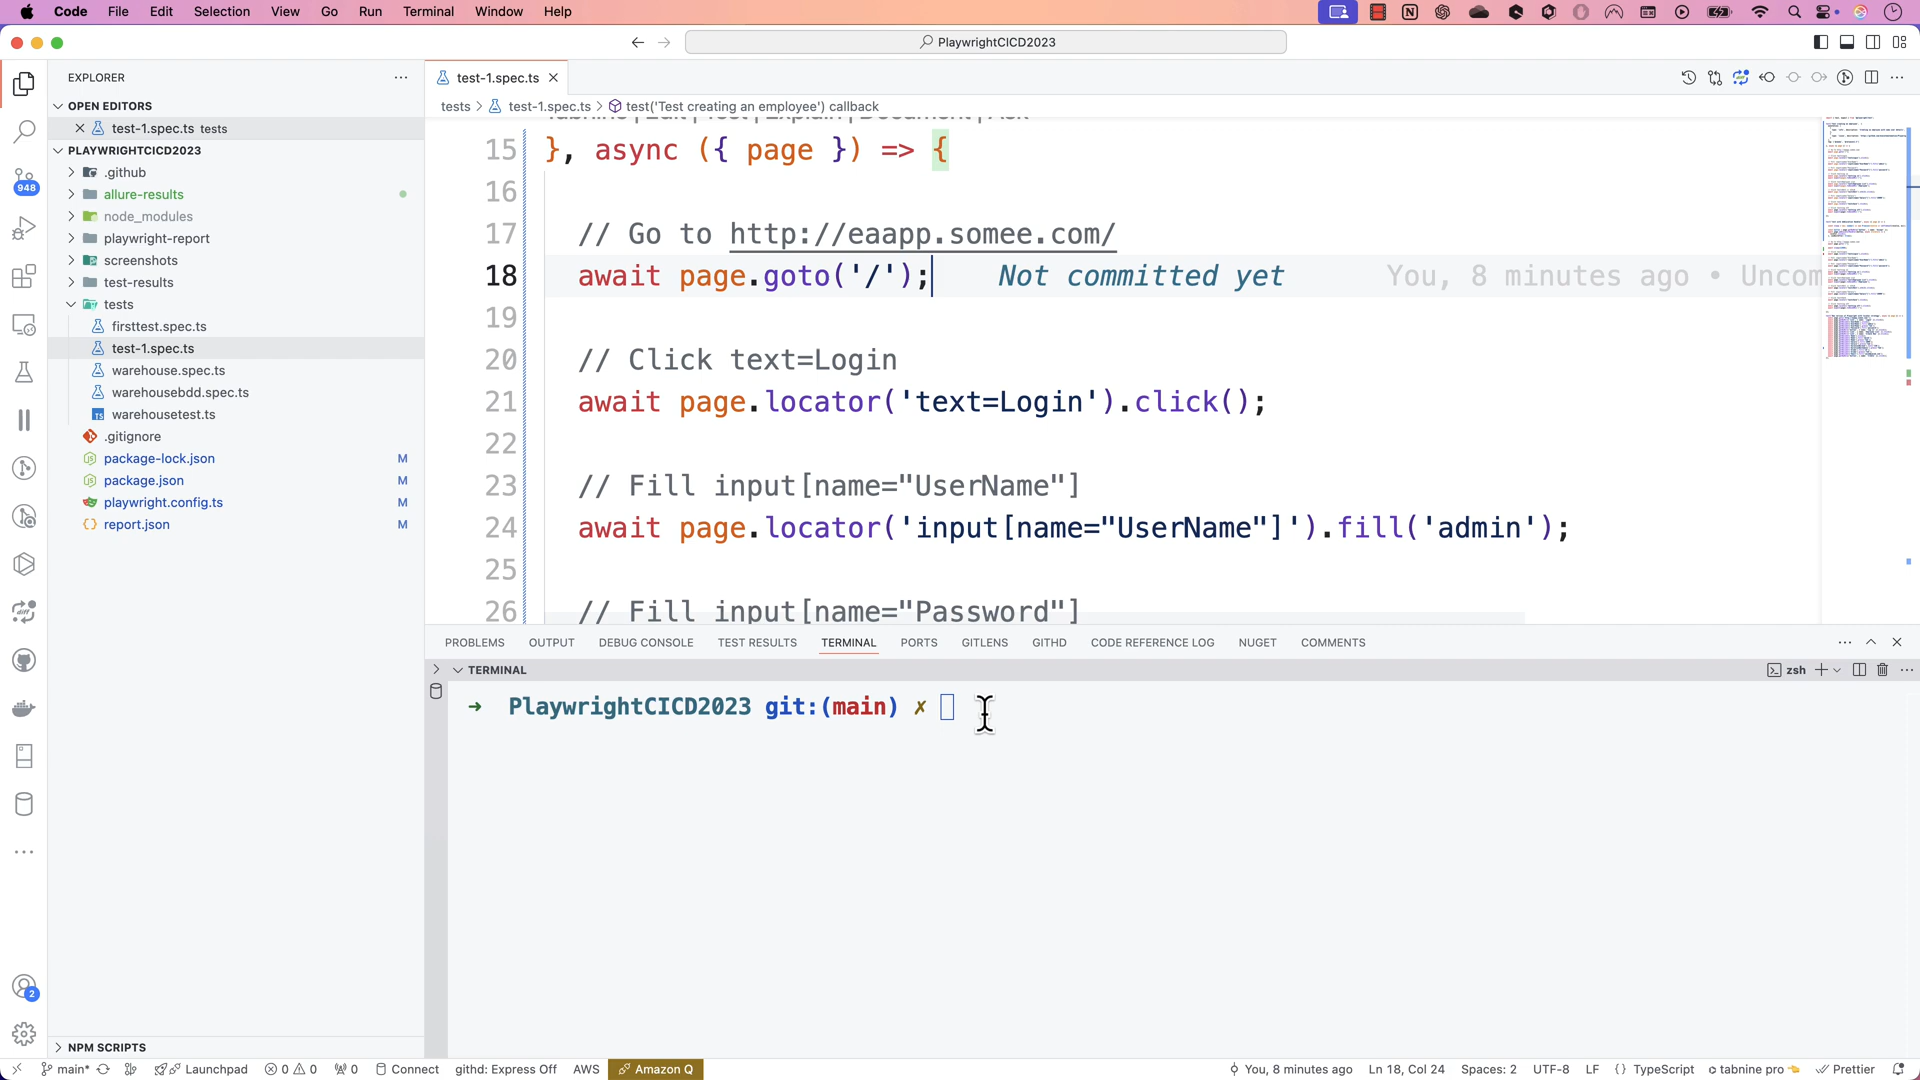 Code File Edit Selection View Go Run Terminal Window Help
PlaywrightCICD2023
EXPLORER
OPEN EDITORS
test-1.spec.ts tests
PLAYWRIGHTCICD2023
.github
allure-results
node_modules
playwright-report
screenshots
test-results
tests
firsttest.spec.ts
test-1.spec.ts
warehouse.spec.ts
warehousebdd.spec.ts
warehousetest.ts
.gitignore
package-lock.json M
package.json M
playwright.config.ts M
report.json M
NPM SCRIPTS
948
2
test-1.spec.ts
tests > test-1.spec.ts > test('Test creating an employee') callback
Tabnine | Edit | Test | Explain | Document | Ask
15 }, async ({ page }) => {
16
17 // Go to http://eaapp.somee.com/
18 await page.goto('/'); Not committed yet You, 8 minutes ago • Uncom
19
20 // Click text=Login
21 await page.locator('text=Login').click();
22
23 // Fill input[name="UserName"]
24 await page.locator('input[name="UserName"]').fill('admin');
25
26 // Fill input[name="Password"]
PROBLEMS OUTPUT DEBUG CONSOLE TEST RESULTS TERMINAL PORTS GITLENS GITHD CODE REFERENCE LOG NUGET COMMENTS
TERMINAL
zsh
→ PlaywrightCICD2023 git:(main) ✗
main* Launchpad 0 0 0 Connect githd: Express Off AWS Amazon Q
You, 8 minutes ago Ln 18, Col 24 Spaces: 2 UTF-8 LF {} TypeScript tabnine pro Prettier